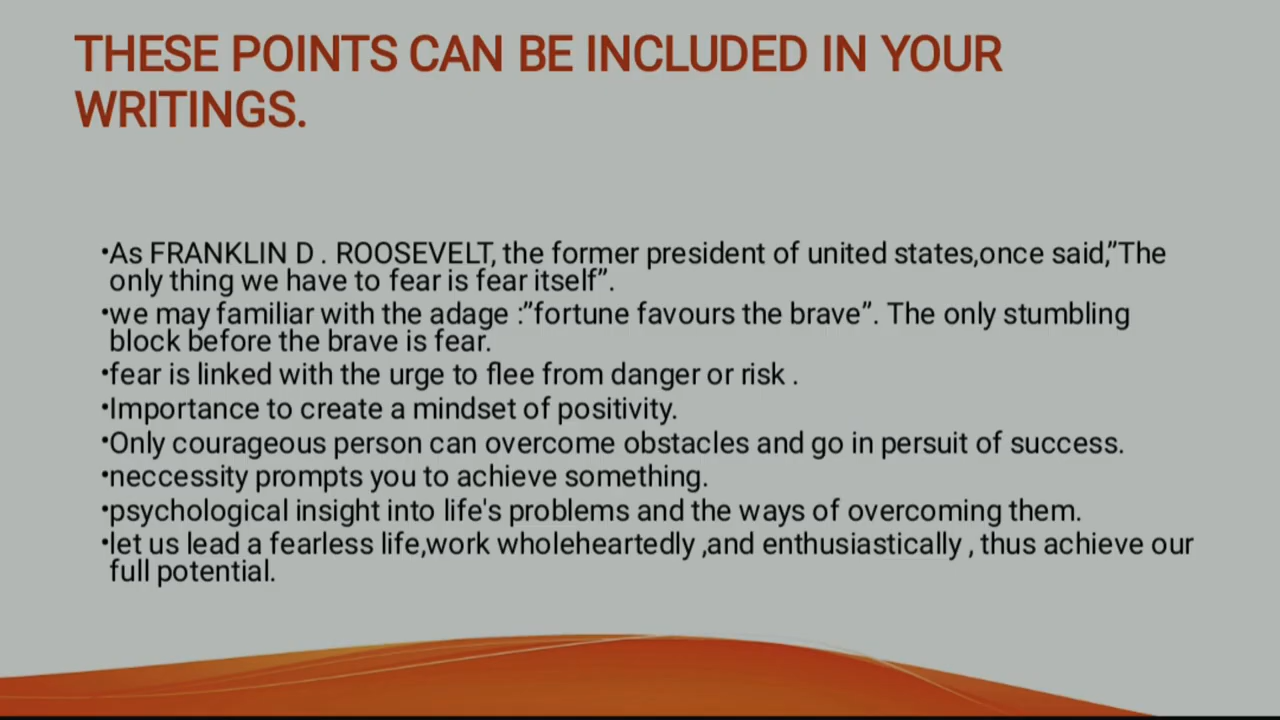 THESE POINTS CAN BE INCLUDED IN YOUR
WRITINGS.
•As FRANKLIN D . ROOSEVELT, the former president of united states,once said,”The
only thing we have to fear is fear itself”.
•we may familiar with the adage :”fortune favours the brave”. The only stumbling
block before the brave is fear.
•fear is linked with the urge to flee from danger or risk .
•Importance to create a mindset of positivity.
•Only courageous person can overcome obstacles and go in persuit of success.
•neccessity prompts you to achieve something.
•psychological insight into life's problems and the ways of overcoming them.
•let us lead a fearless life,work wholeheartedly ,and enthusiastically , thus achieve our
full potential.